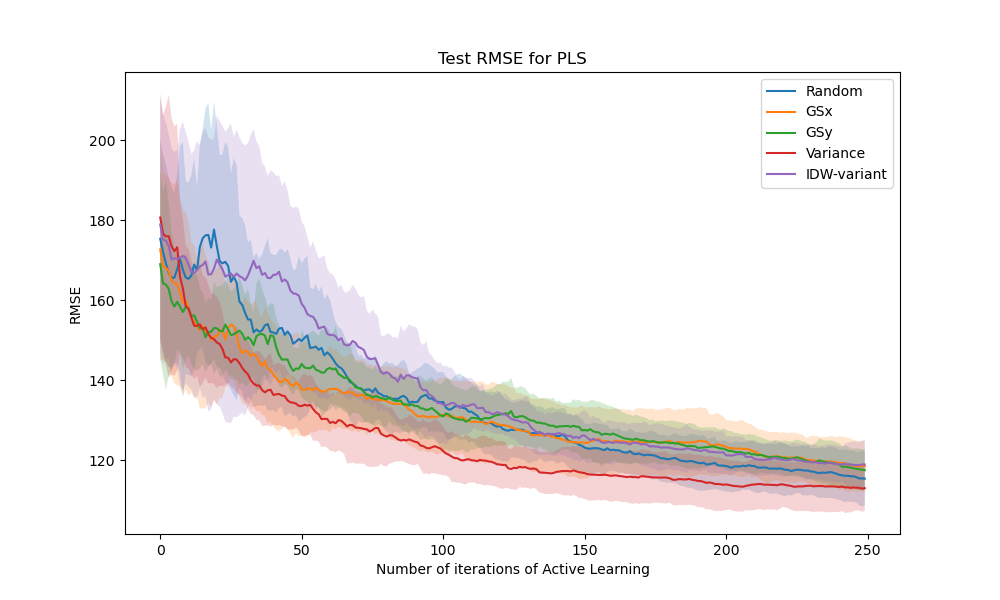 Test RMSE for PLS
Random
GSx
GSy
Variance
IDW-variant
RMSE
200
180
160
140
120
0
50
100
150
200
250
Number of iterations of Active Learning